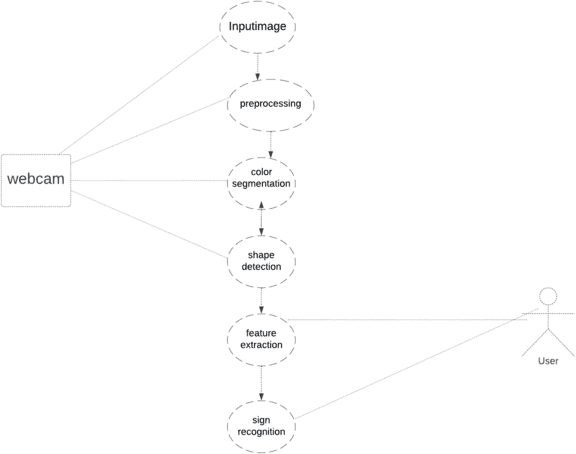 Inputimage
preprocessing
webcam
color
segmentation
shape
detection
feature
extraction
User
sign
recognition